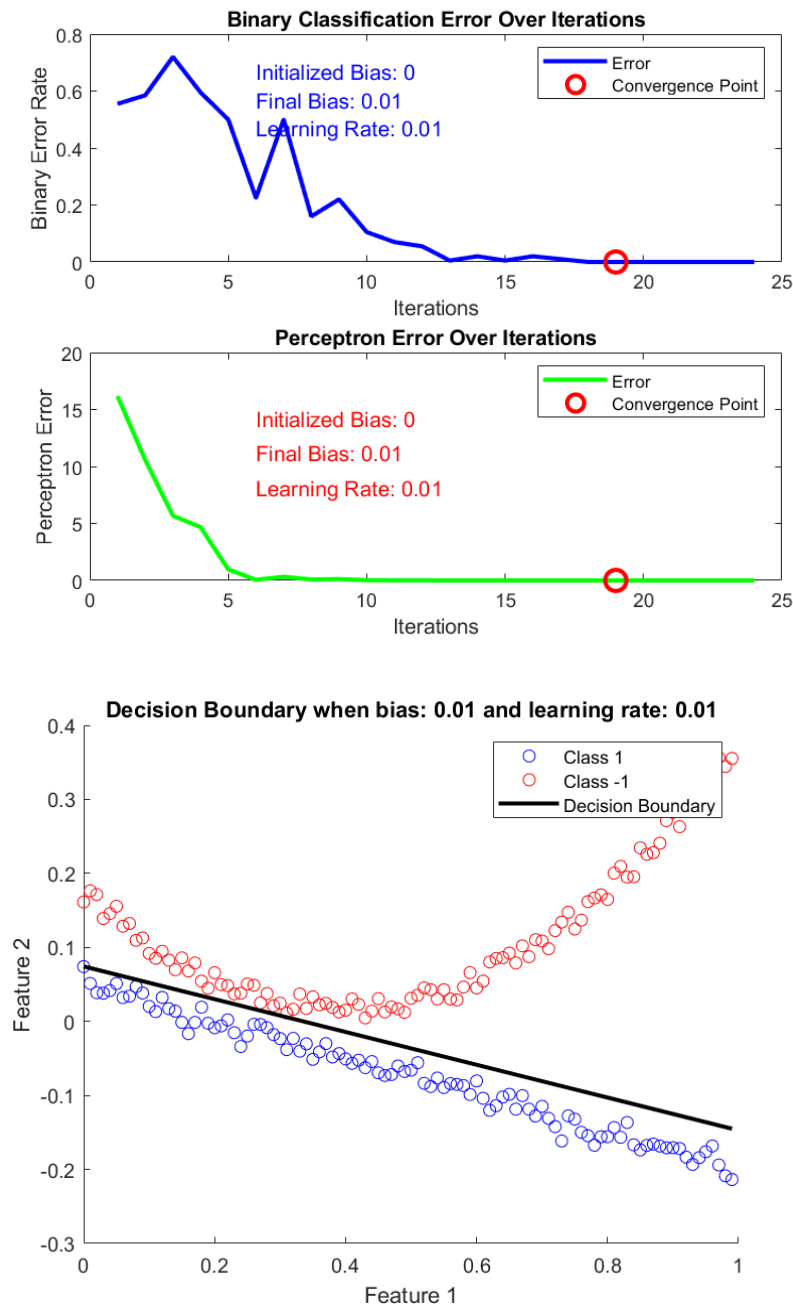 Binary Classification Error Over Iterations
0.8
0.6
0.4
0.2
0
Binary Error Rate
Initialized Bias: 0
Final Bias: 0.01
Learning Rate: 0.01
Error
Convergence Point
0 5 10 15 20 25
Iterations
Perceptron Error Over Iterations
20
15
10
5
0
Perceptron Error
Initialized Bias: 0
Final Bias: 0.01
Learning Rate: 0.01
Error
Convergence Point
0 5 10 15 20 25
Iterations
Decision Boundary when bias: 0.01 and learning rate: 0.01
0.4
0.3
0.2
0.1
0
-0.1
-0.2
-0.3
Feature 2
Class 1
Class -1
Decision Boundary
0 0.2 0.4 0.6 0.8 1
Feature 1